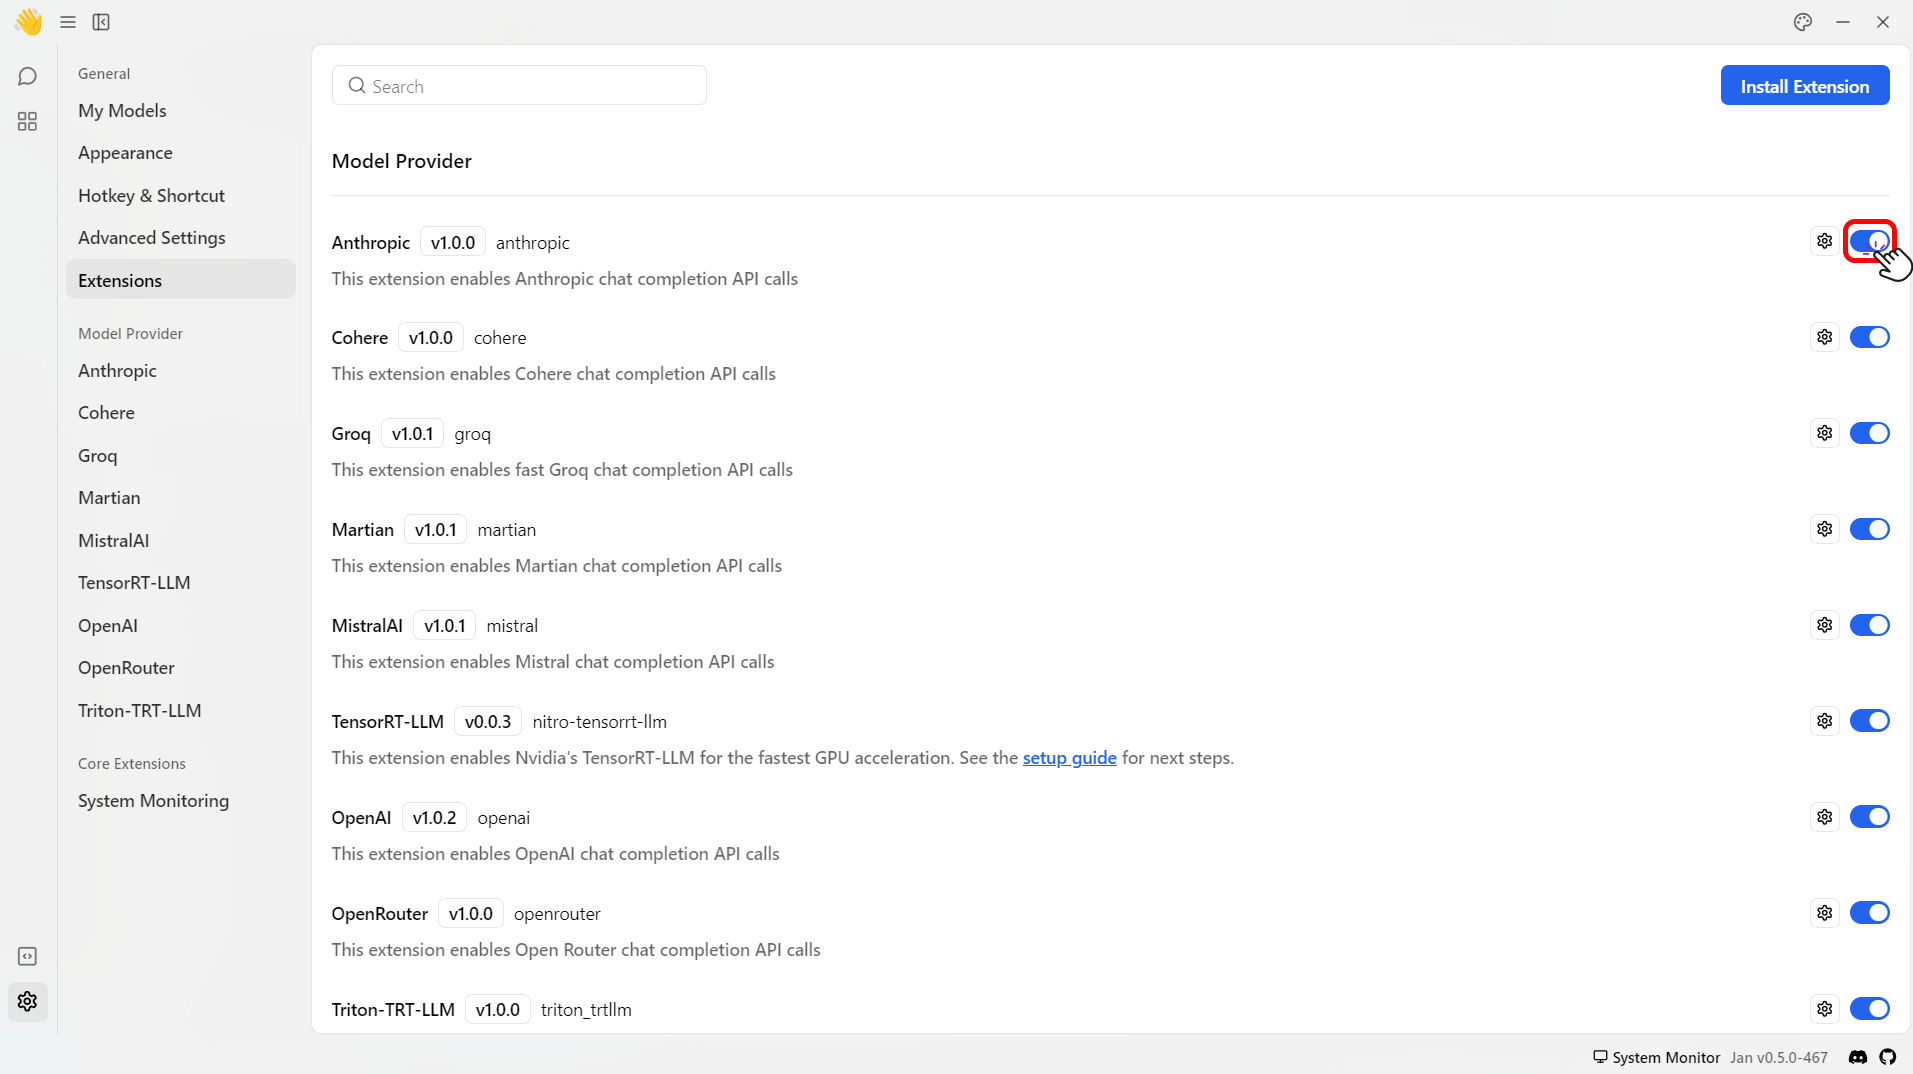 General
My Models
Appearance
Hotkey & Shortcut
Advanced Settings
Extensions
Model Provider
Anthropic
Cohere
Groq
Martian
MistralAI
TensorRT-LLM
OpenAI
OpenRouter
Triton-TRT-LLM
Core Extensions
System Monitoring
Search
Install Extension
Model Provider
Anthropic v1.0.0 anthropic
This extension enables Anthropic chat completion API calls
Cohere v1.0.0 cohere
This extension enables Cohere chat completion API calls
Groq v1.0.1 groq
This extension enables fast Groq chat completion API calls
Martian v1.0.1 martian
This extension enables Martian chat completion API calls
MistralAI v1.0.1 mistral
This extension enables Mistral chat completion API calls
TensorRT-LLM v0.0.3 nitro-tensorrt-llm
This extension enables Nvidia's TensorRT-LLM for the fastest GPU acceleration. See the setup guide for next steps.
OpenAI v1.0.2 openai
This extension enables OpenAI chat completion API calls
OpenRouter v1.0.0 openrouter
This extension enables Open Router chat completion API calls
Triton-TRT-LLM v1.0.0 triton_trtllm
System Monitor Jan v0.5.0-467